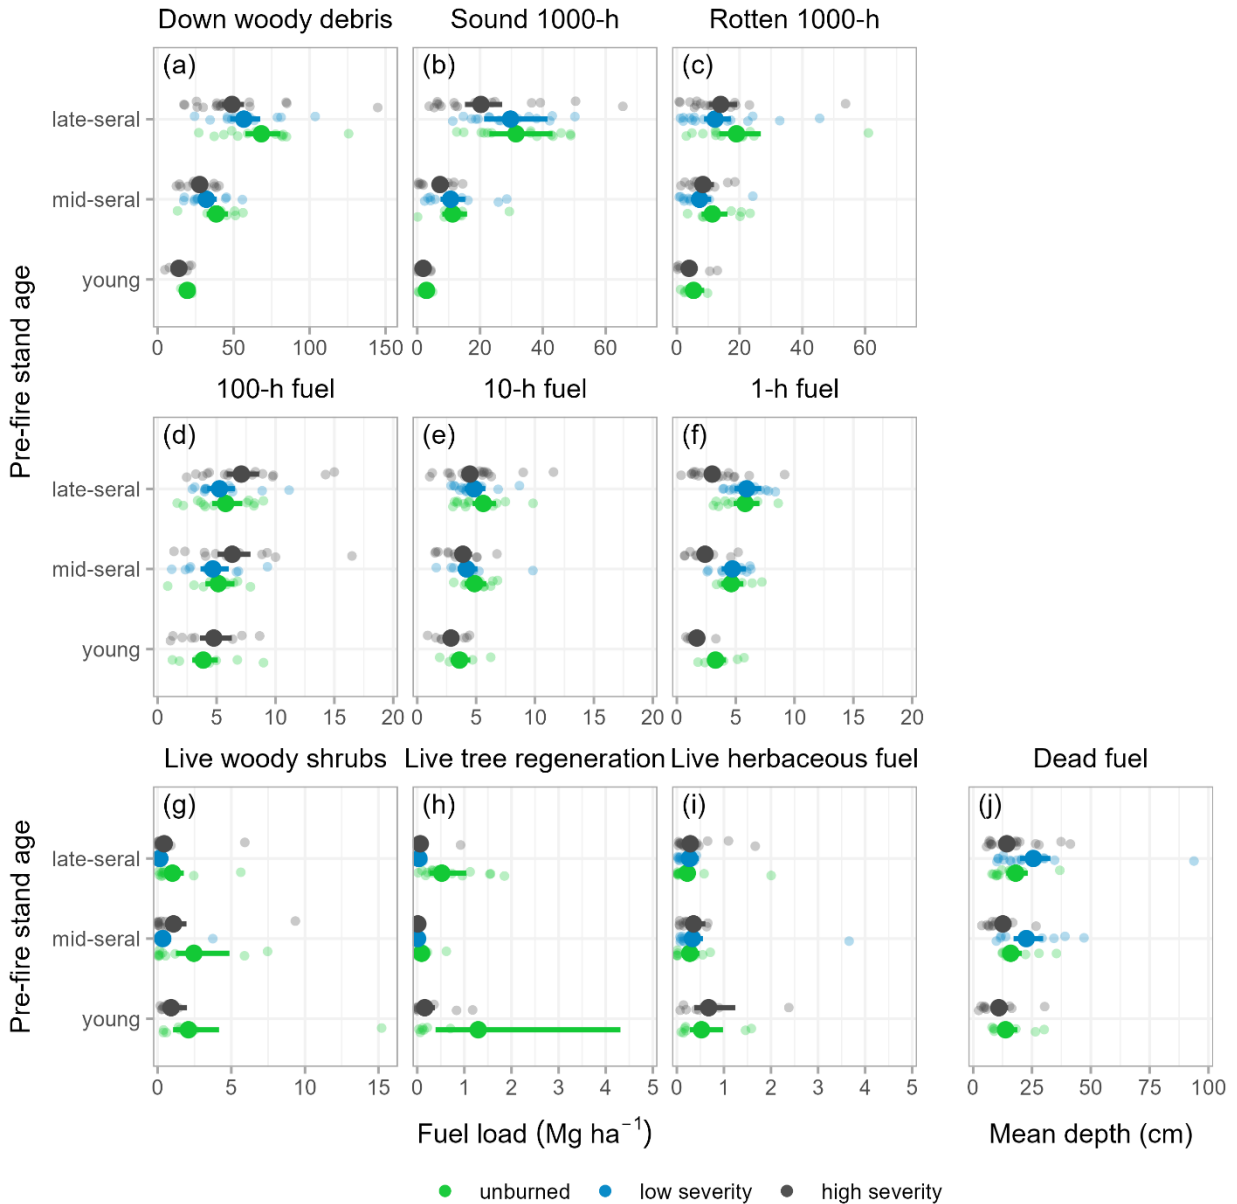 Down woody debris Sound 1000-h Rotten 1000-h
(a) (b) (c)
late-seral
mid-seral
young
0 50 100 150 0 20 40 60 0 20 40 60
Pre-fire stand age
100-h fuel 10-h fuel 1-h fuel
(d) (e) (f)
late-seral
mid-seral
young
0 5 10 15 20 0 5 10 15 20 0 5 10 15 20
Live woody shrubs Live tree regeneration Live herbaceous fuel Dead fuel
(g) (h) (i) (j)
late-seral
mid-seral
young
Pre-fire stand age
0 5 10 15 0 1 2 3 4 5 0 1 2 3 4 5 0 25 50 75 100
Fuel load (Mg ha⁻¹) Mean depth (cm)
unburned low severity high severity